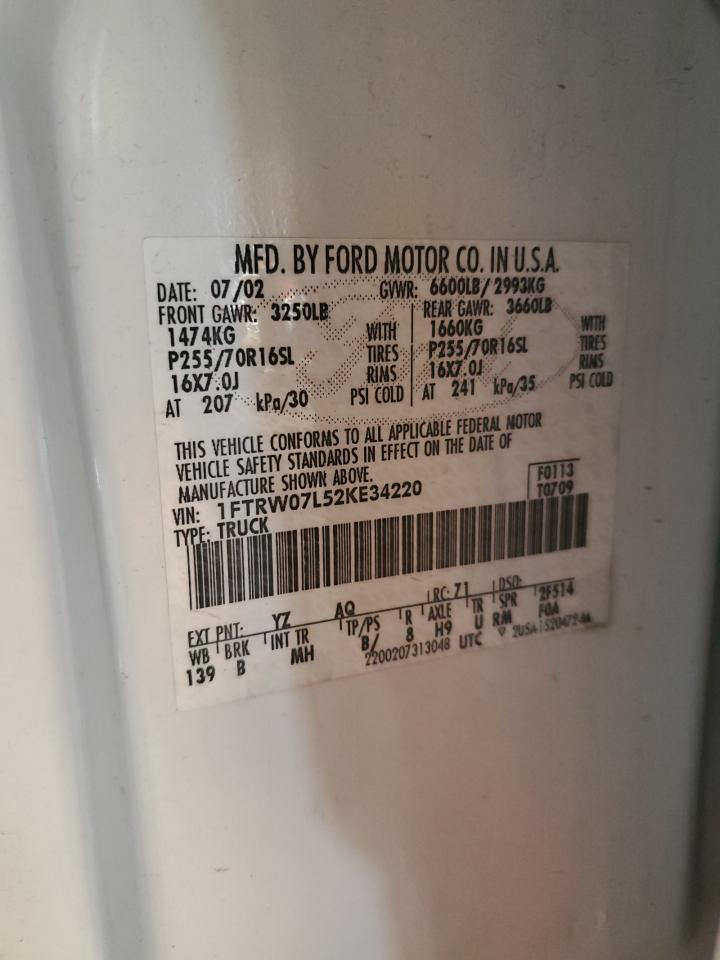 MFD. BY FORD MOTOR CO. IN U.S.A.
DATE: 07/02 GVWR: 6600LB/ 2993KG
FRONT GAWR: 3250LB REAR GAWR: 3660LB
1474KG WITH 1660KG WITH
P255/70R16SL TIRES P255/70R16SL TIRES
16X7.0J RIMS 16X7.0J RIMS
AT 207 kPa/30 PSI COLD AT 241 kPa/35 PSI COLD
THIS VEHICLE CONFORMS TO ALL APPLICABLE FEDERAL MOTOR
VEHICLE SAFETY STANDARDS IN EFFECT ON THE DATE OF
MANUFACTURE SHOWN ABOVE.
VIN: 1FTRW07L52KE34220 F0113
TYPE: TRUCK T0709
EXT PNT: YZ AQ RC: 71 DSO:
WB BRK INT TR TP/PS R AXLE TR SPR 2F514
139 B MH B/ 8 H9 U RM F0A
2200207313048 UTC